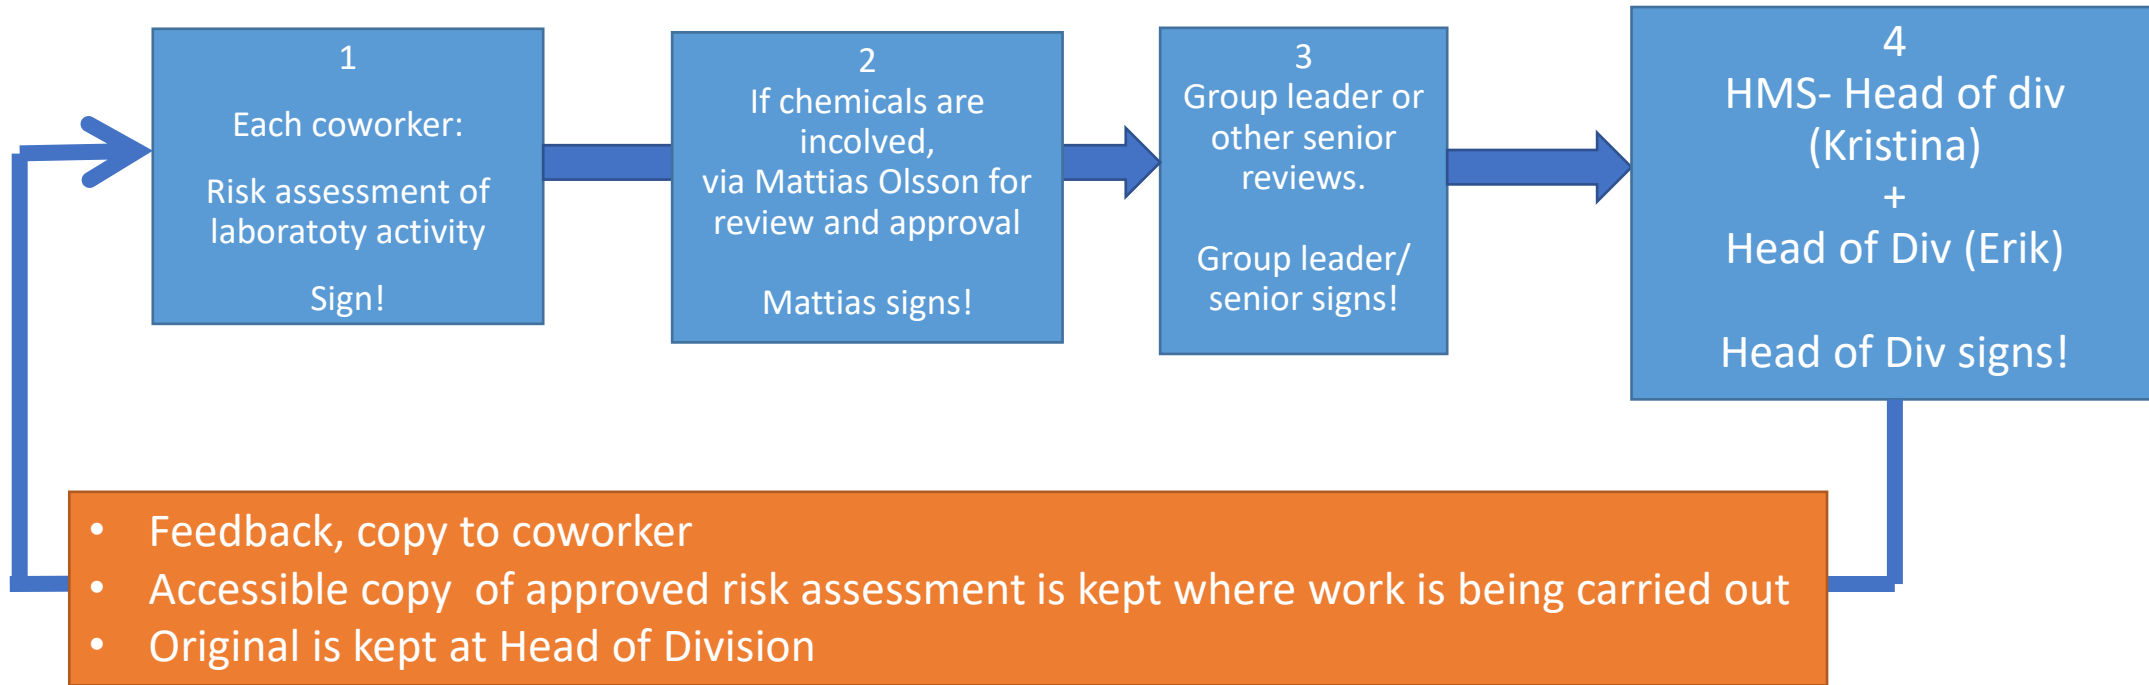 1
Each coworker:
Risk assessment of
laboratoty activity
Sign!
2
If chemicals are
incolved,
via Mattias Olsson for
review and approval
Mattias signs!
3
Group leader or
other senior
reviews.
Group leader/
senior signs!
4
HMS- Head of div
(Kristina)
+
Head of Div (Erik)
Head of Div signs!
• Feedback, copy to coworker
• Accessible copy  of approved risk assessment is kept where work is being carried out
• Original is kept at Head of Division